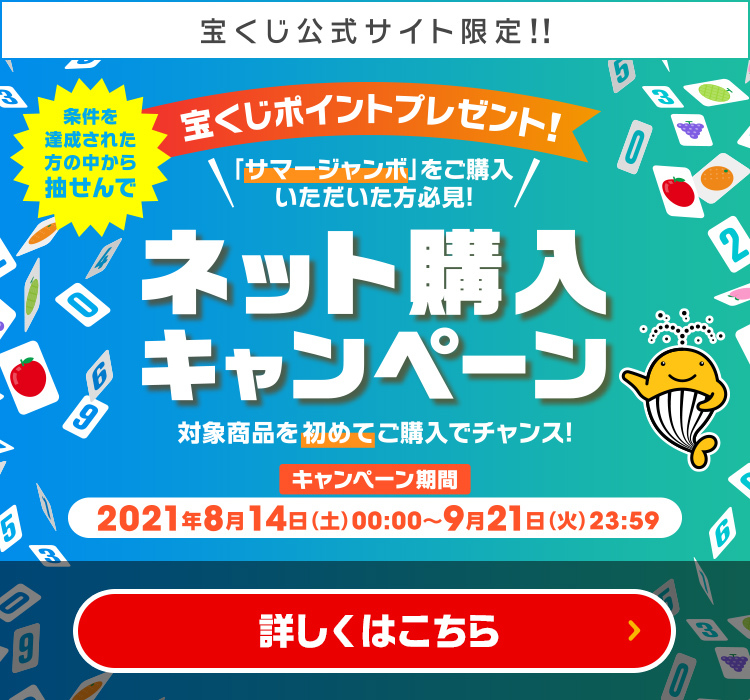 宝くじ公式サイト限定!!
条件を
達成された
方の中から
抽せんで
宝くじポイントプレゼント!
「サマージャンボ」をご購入
いただいた方必見!
ネット購入
キャンペーン
対象商品を初めてご購入でチャンス!
キャンペーン期間
2021年8月14日(土)00:00〜9月21日(火)23:59
詳しくはこちら